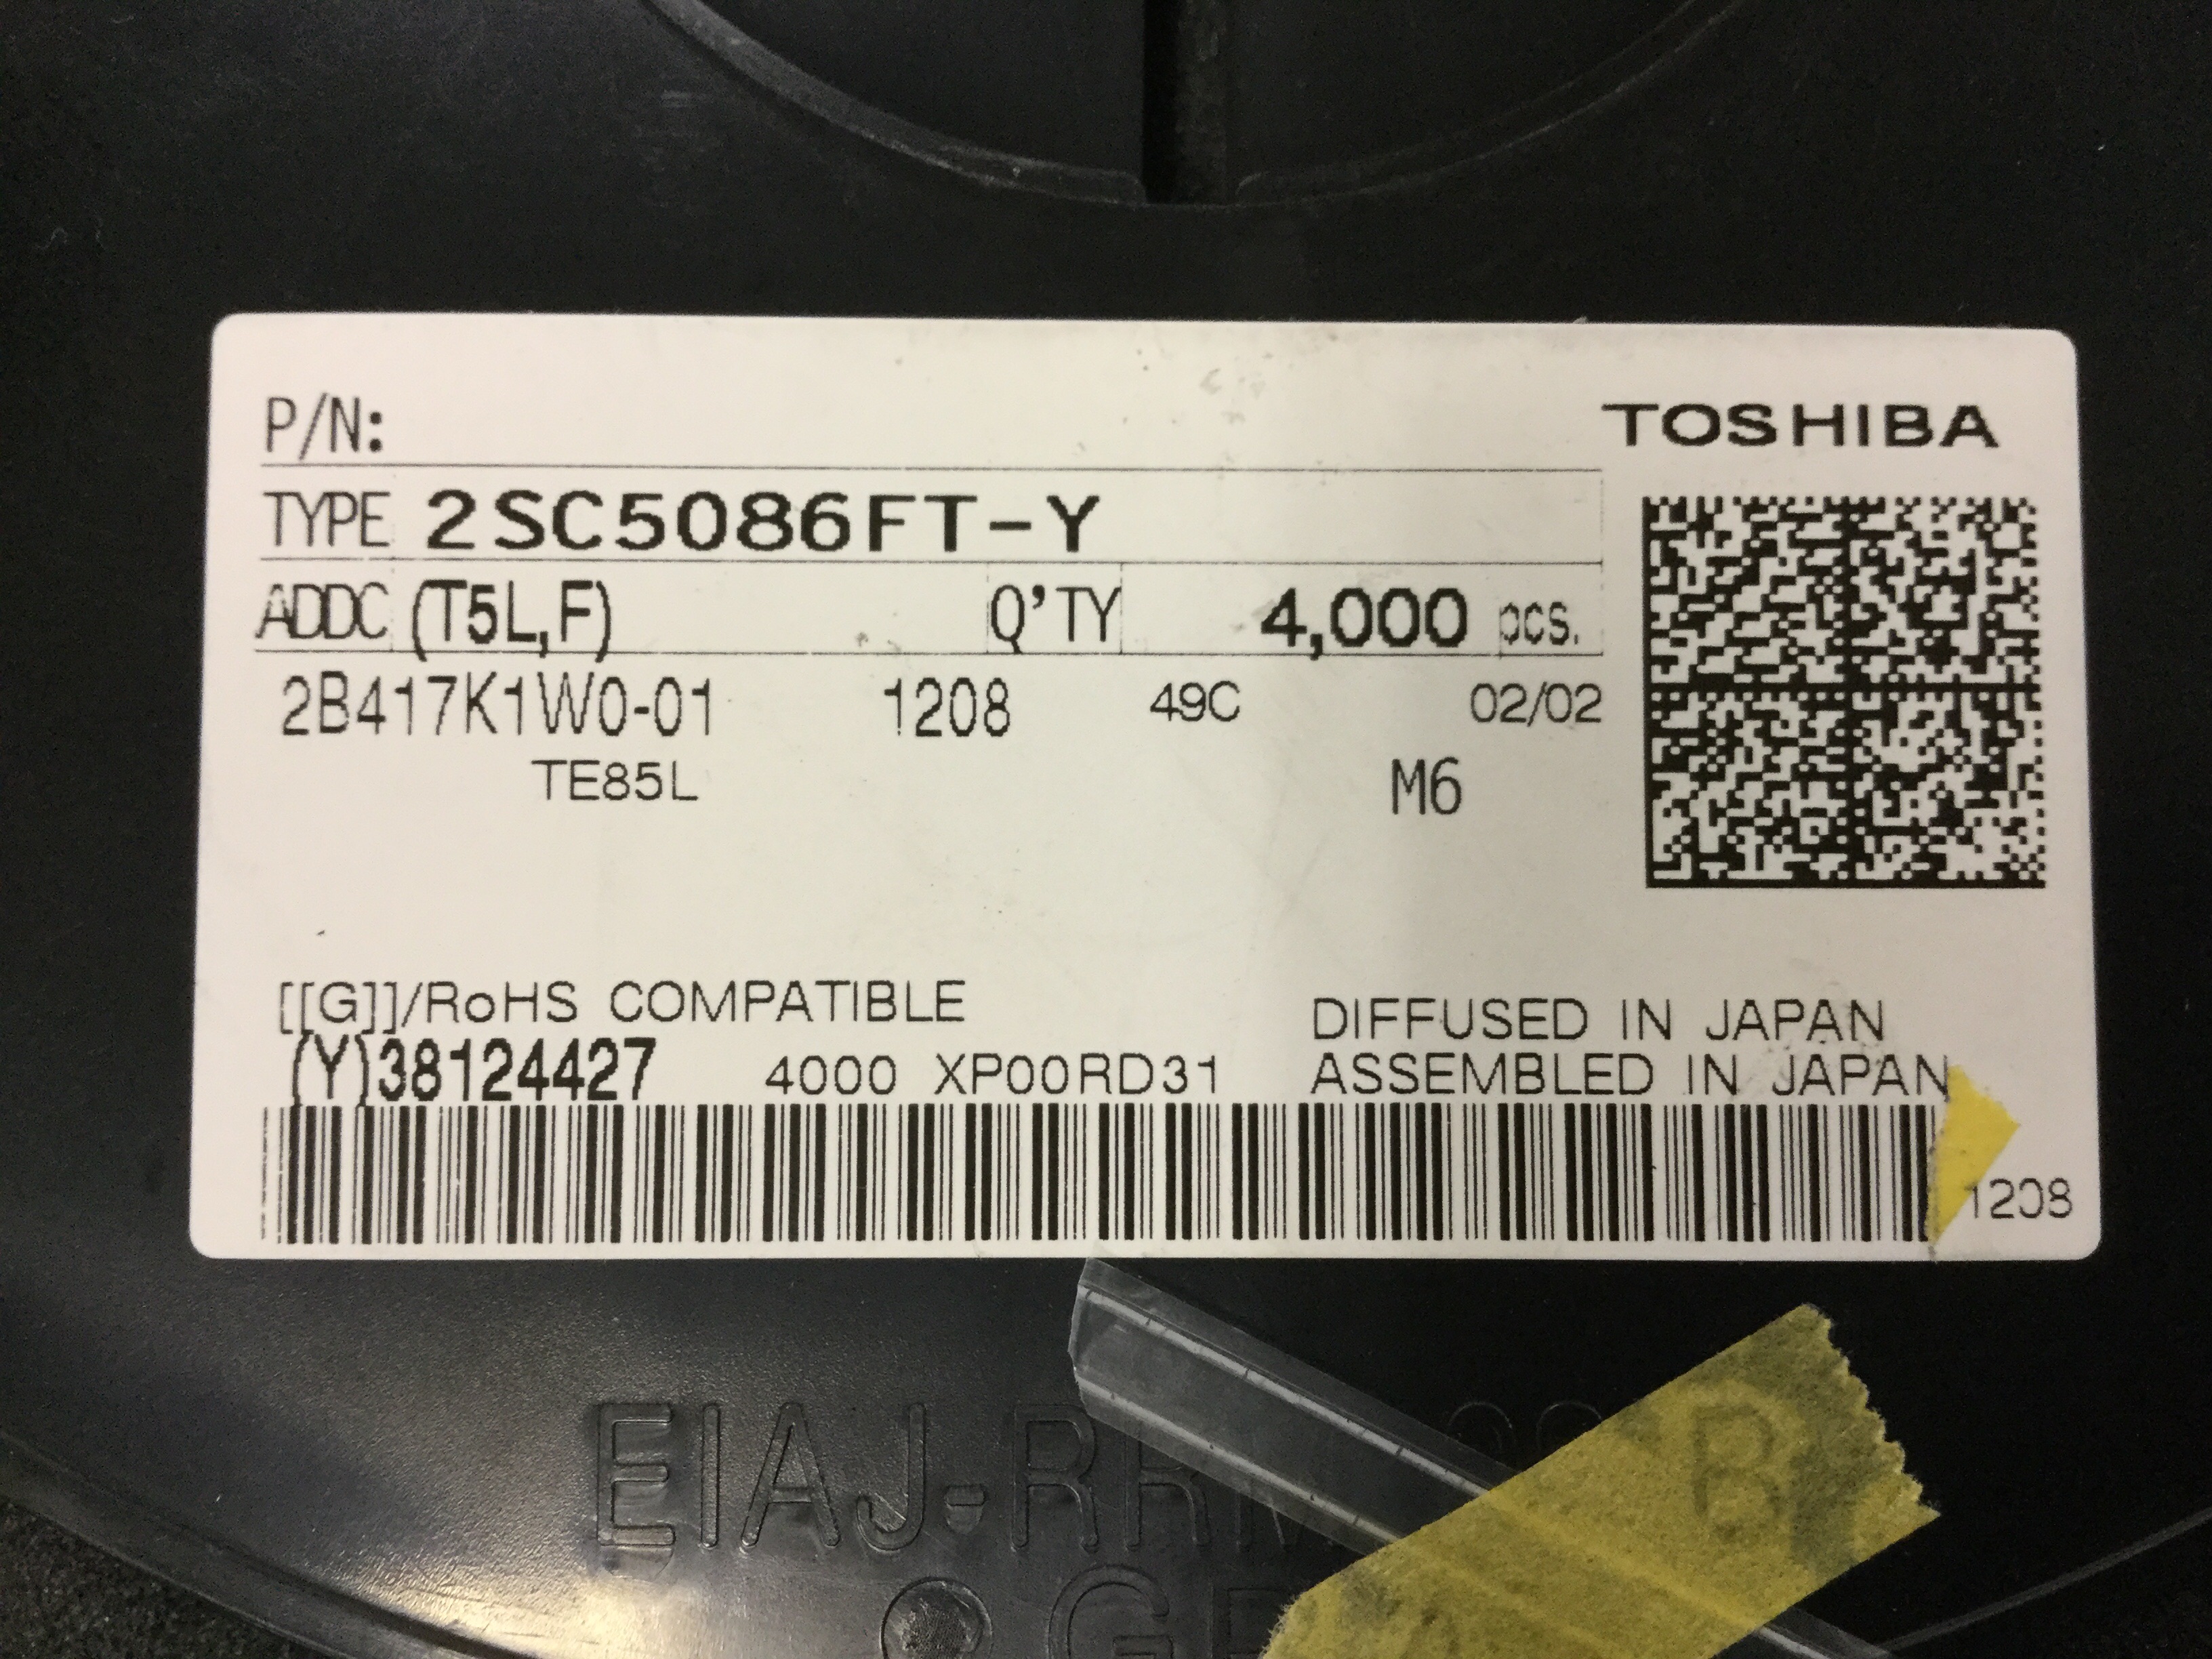 P/N:
TOSHIBA
TYPE 2SC5086FT-Y
ADDC (T5L,F) Q'TY 4,000 pcs.
2B417K1W0-01 1208 49C 02/02
TE85L M6
[[G]]/RoHS COMPATIBLE
DIFFUSED IN JAPAN
(Y)38124427 4000 XP00RD31
ASSEMBLED IN JAPAN
1208
EIAJ-RRM
B